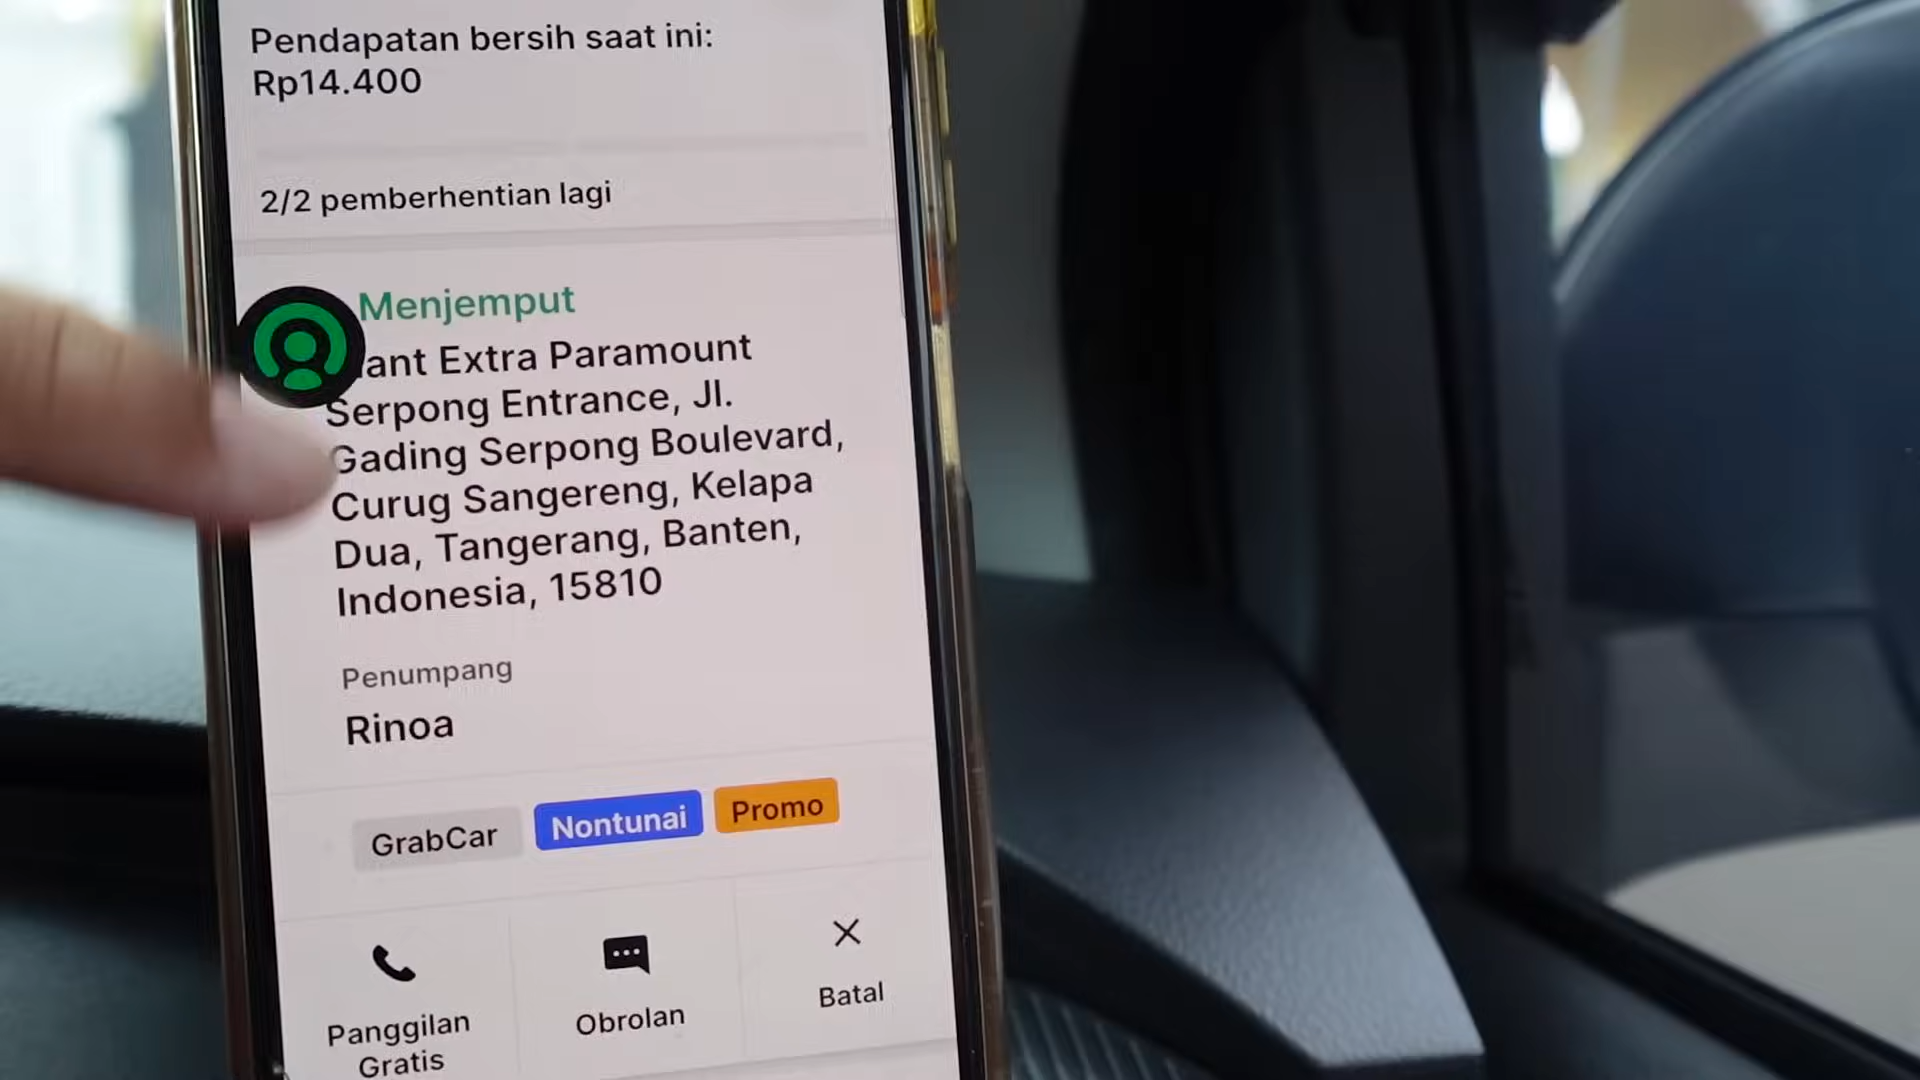 Pendapatan bersih saat ini:
Rp14.400
2/2 pemberhentian lagi
Menjemput
Extra Paramount
Serpong Entrance, Jl.
Gading Serpong Boulevard,
Curug Sangereng, Kelapa
Dua, Tangerang, Banten,
Indonesia, 15810
Penumpang
Rinoa
GrabCar
Nontunai
Promo
Panggilan
Gratis
Obrolan
Batal